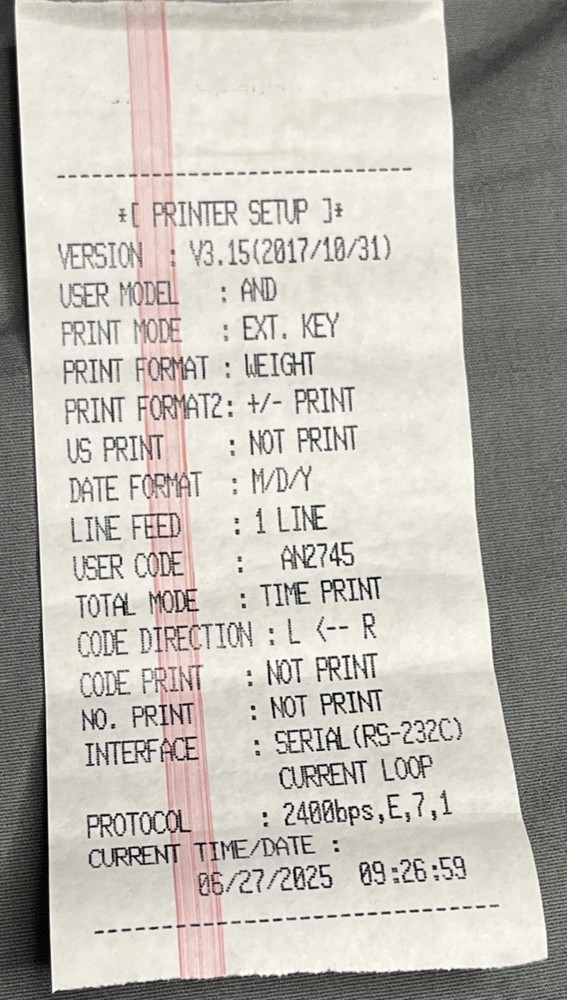 *[ PRINTER SETUP ]*
VERSION : V3.15(2017/10/31)
USER MODEL : AND
PRINT MODE : EXT. KEY
PRINT FORMAT : WEIGHT
PRINT FORMAT2: +/- PRINT
US PRINT : NOT PRINT
DATE FORMAT : M/D/Y
LINE FEED : 1 LINE
USER CODE : AN2745
TOTAL MODE : TIME PRINT
CODE DIRECTION : L <-- R
CODE PRINT : NOT PRINT
NO. PRINT : NOT PRINT
INTERFACE : SERIAL(RS-232C)
CURRENT LOOP
PROTOCOL : 2400bps,E,7,1
CURRENT TIME/DATE :
06/27/2025 09:26:59